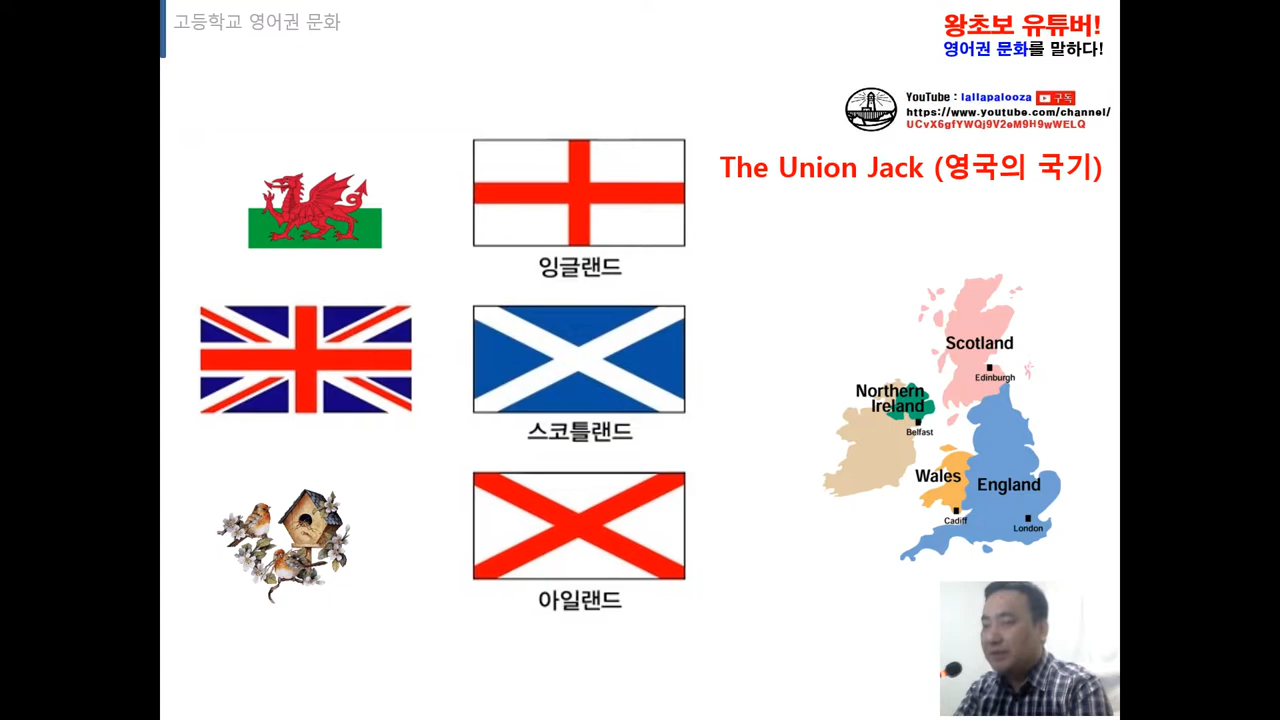 고등학교 영어권 문화
왕초보 유튜버!
영어권 문화를 말하다!
YouTube : lallapalooza 구독
https://www.youtube.com/channel/
UCvX6gfYWQj9V2eM9H9wWELQ
The Union Jack (영국의 국기)
잉글랜드
스코틀랜드
아일랜드
Scotland
Edinburgh
Northern
Ireland
Belfast
Wales
England
Cadiff
London